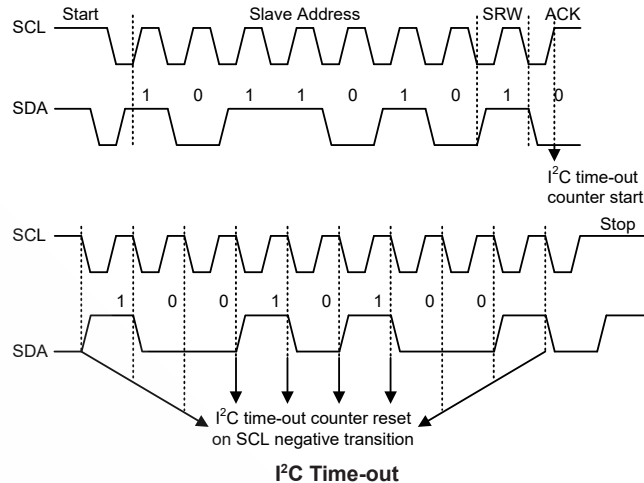 Start Slave Address SRW ACK
SCL
1 0 1 1 0 1 0 1 0
SDA
I²C time-out
counter start
Stop
SCL
1 0 0 1 0 1 0 0
SDA
I²C time-out counter reset
on SCL negative transition
I²C Time-out